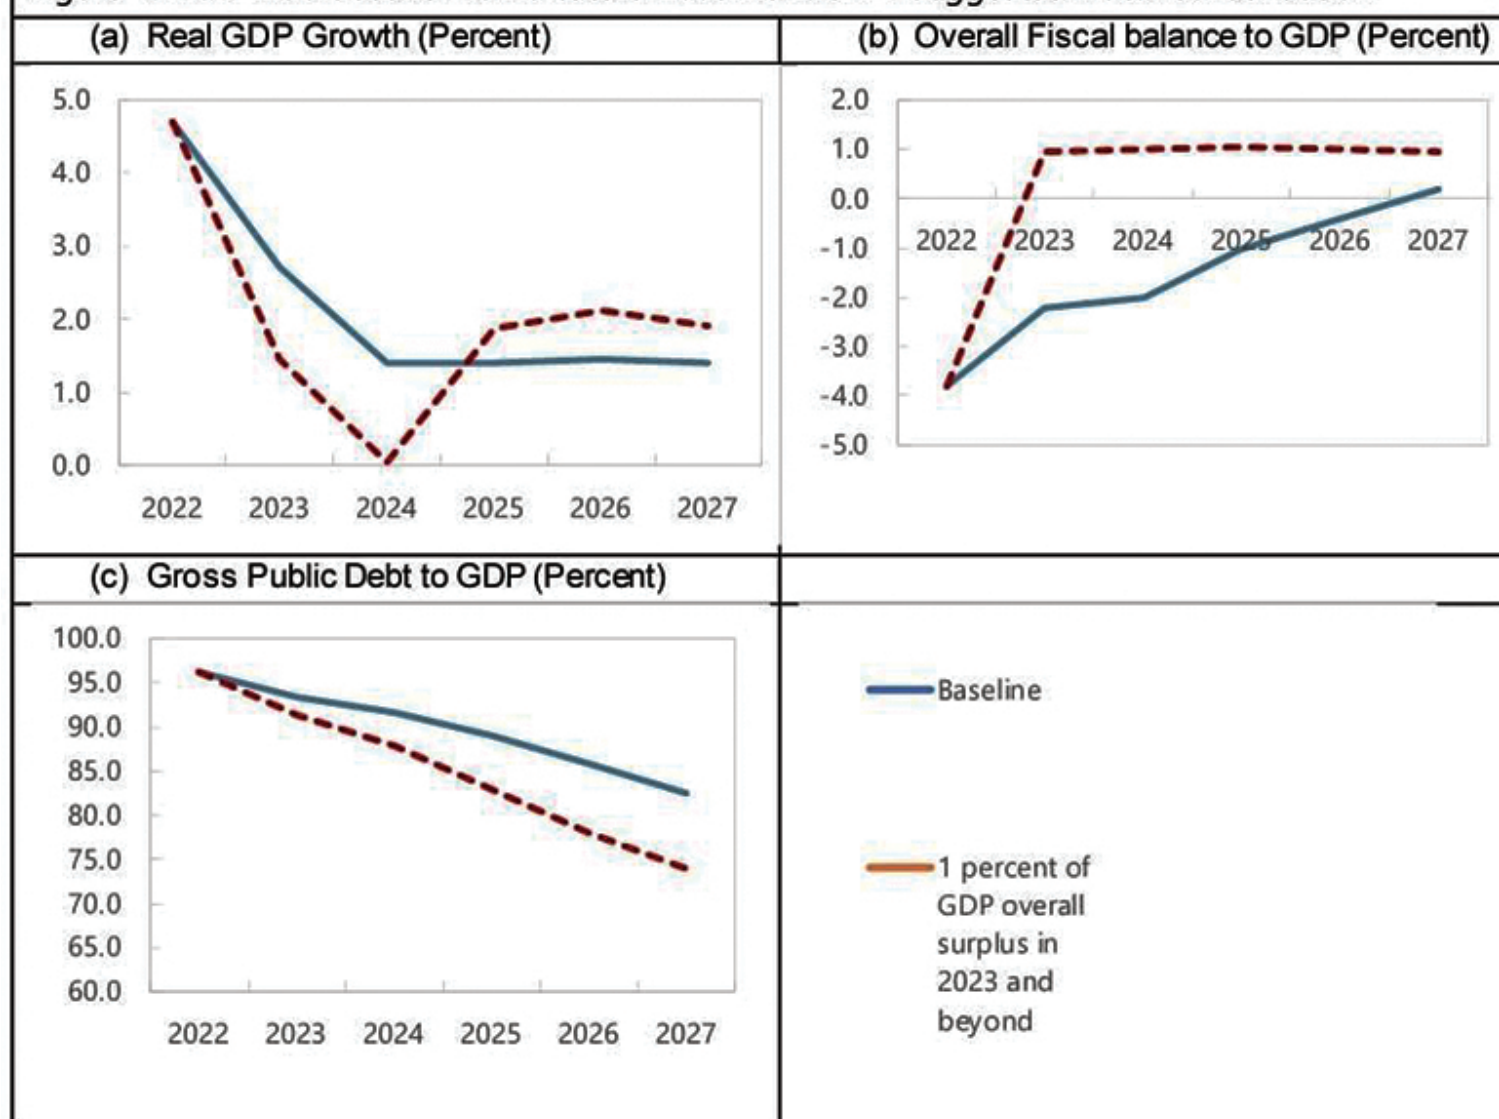 (a) Real GDP Growth (Percent)
(b) Overall Fiscal balance to GDP (Percent)
5.0
4.0
3.0
2.0
1.0
0.0
2022 2023 2024 2025 2026 2027
2.0
1.0
0.0
-1.0
-2.0
-3.0
-4.0
-5.0
2022 2023 2024 2025 2026 2027
(c) Gross Public Debt to GDP (Percent)
100.0
95.0
90.0
85.0
80.0
75.0
70.0
65.0
60.0
2022 2023 2024 2025 2026 2027
Baseline
1 percent of
GDP overall
surplus in
2023 and
beyond